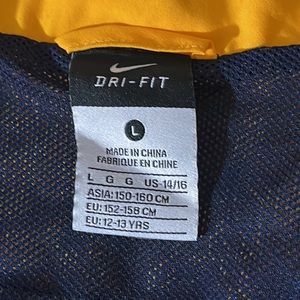 DRI-FIT
L
MADE IN CHINA
FABRIQUE EN CHINE
L G G US-14/16
ASIA: 150-160 CM
EU: 152-158 CM
EU: 12-13 YRS